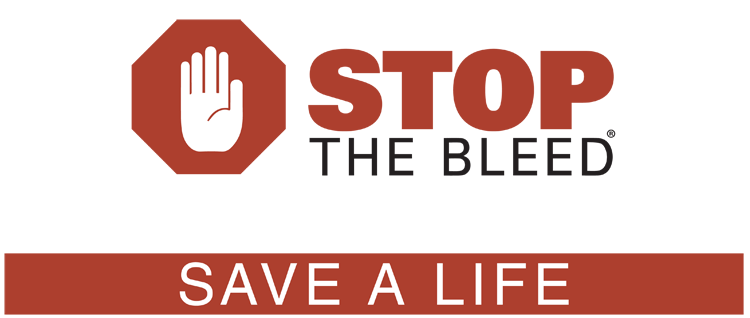 STOP
THE BLEED®
SAVE A LIFE